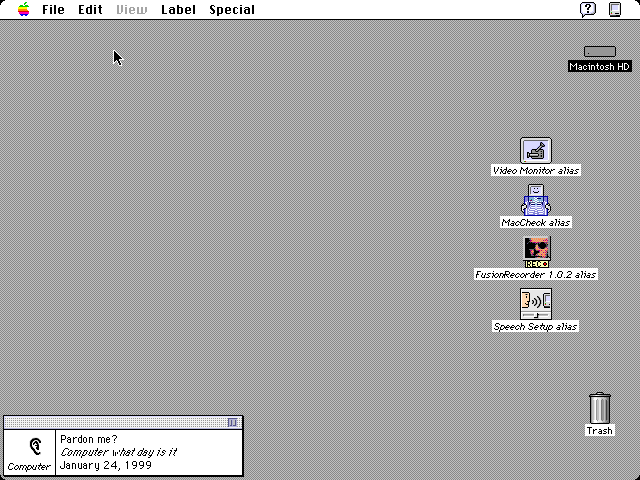 File Edit View Label Special
Macintosh HD
Video Monitor alias
MacCheck alias
REC
FusionRecorder 1.0.2 alias
Speech Setup alias
Trash
Pardon me?
Computer what day is it
January 24, 1999
Computer